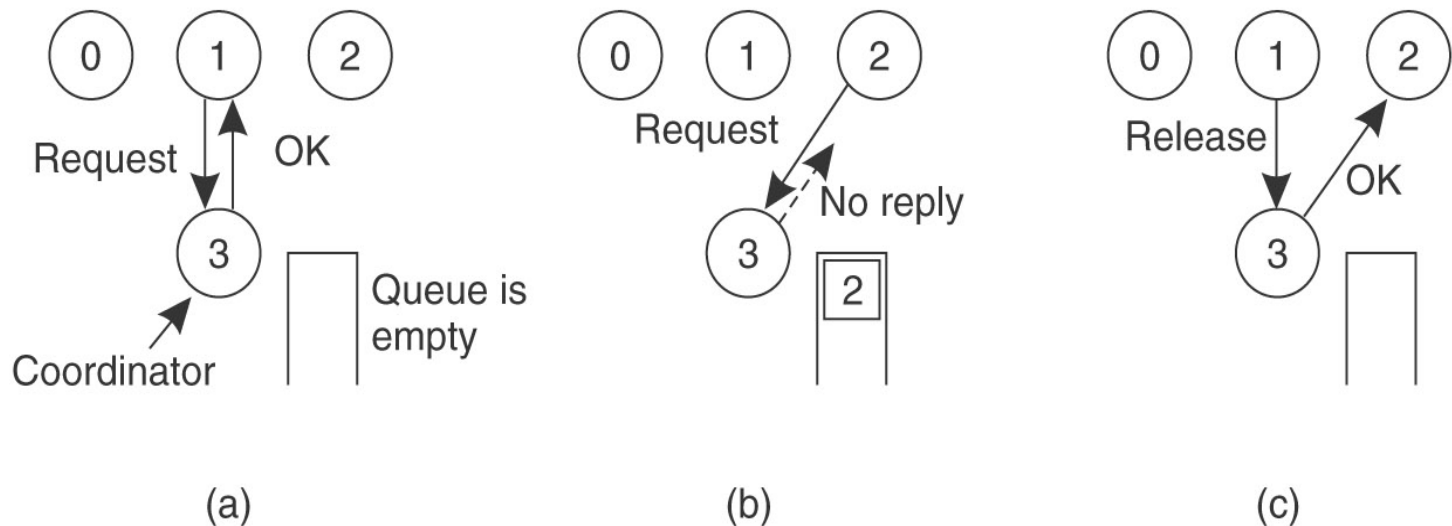 0 1 2
Request OK
3
Queue is
empty
Coordinator
(a)
0 1 2
Request
No reply
3
2
(b)
0 1 2
Release
OK
3
(c)